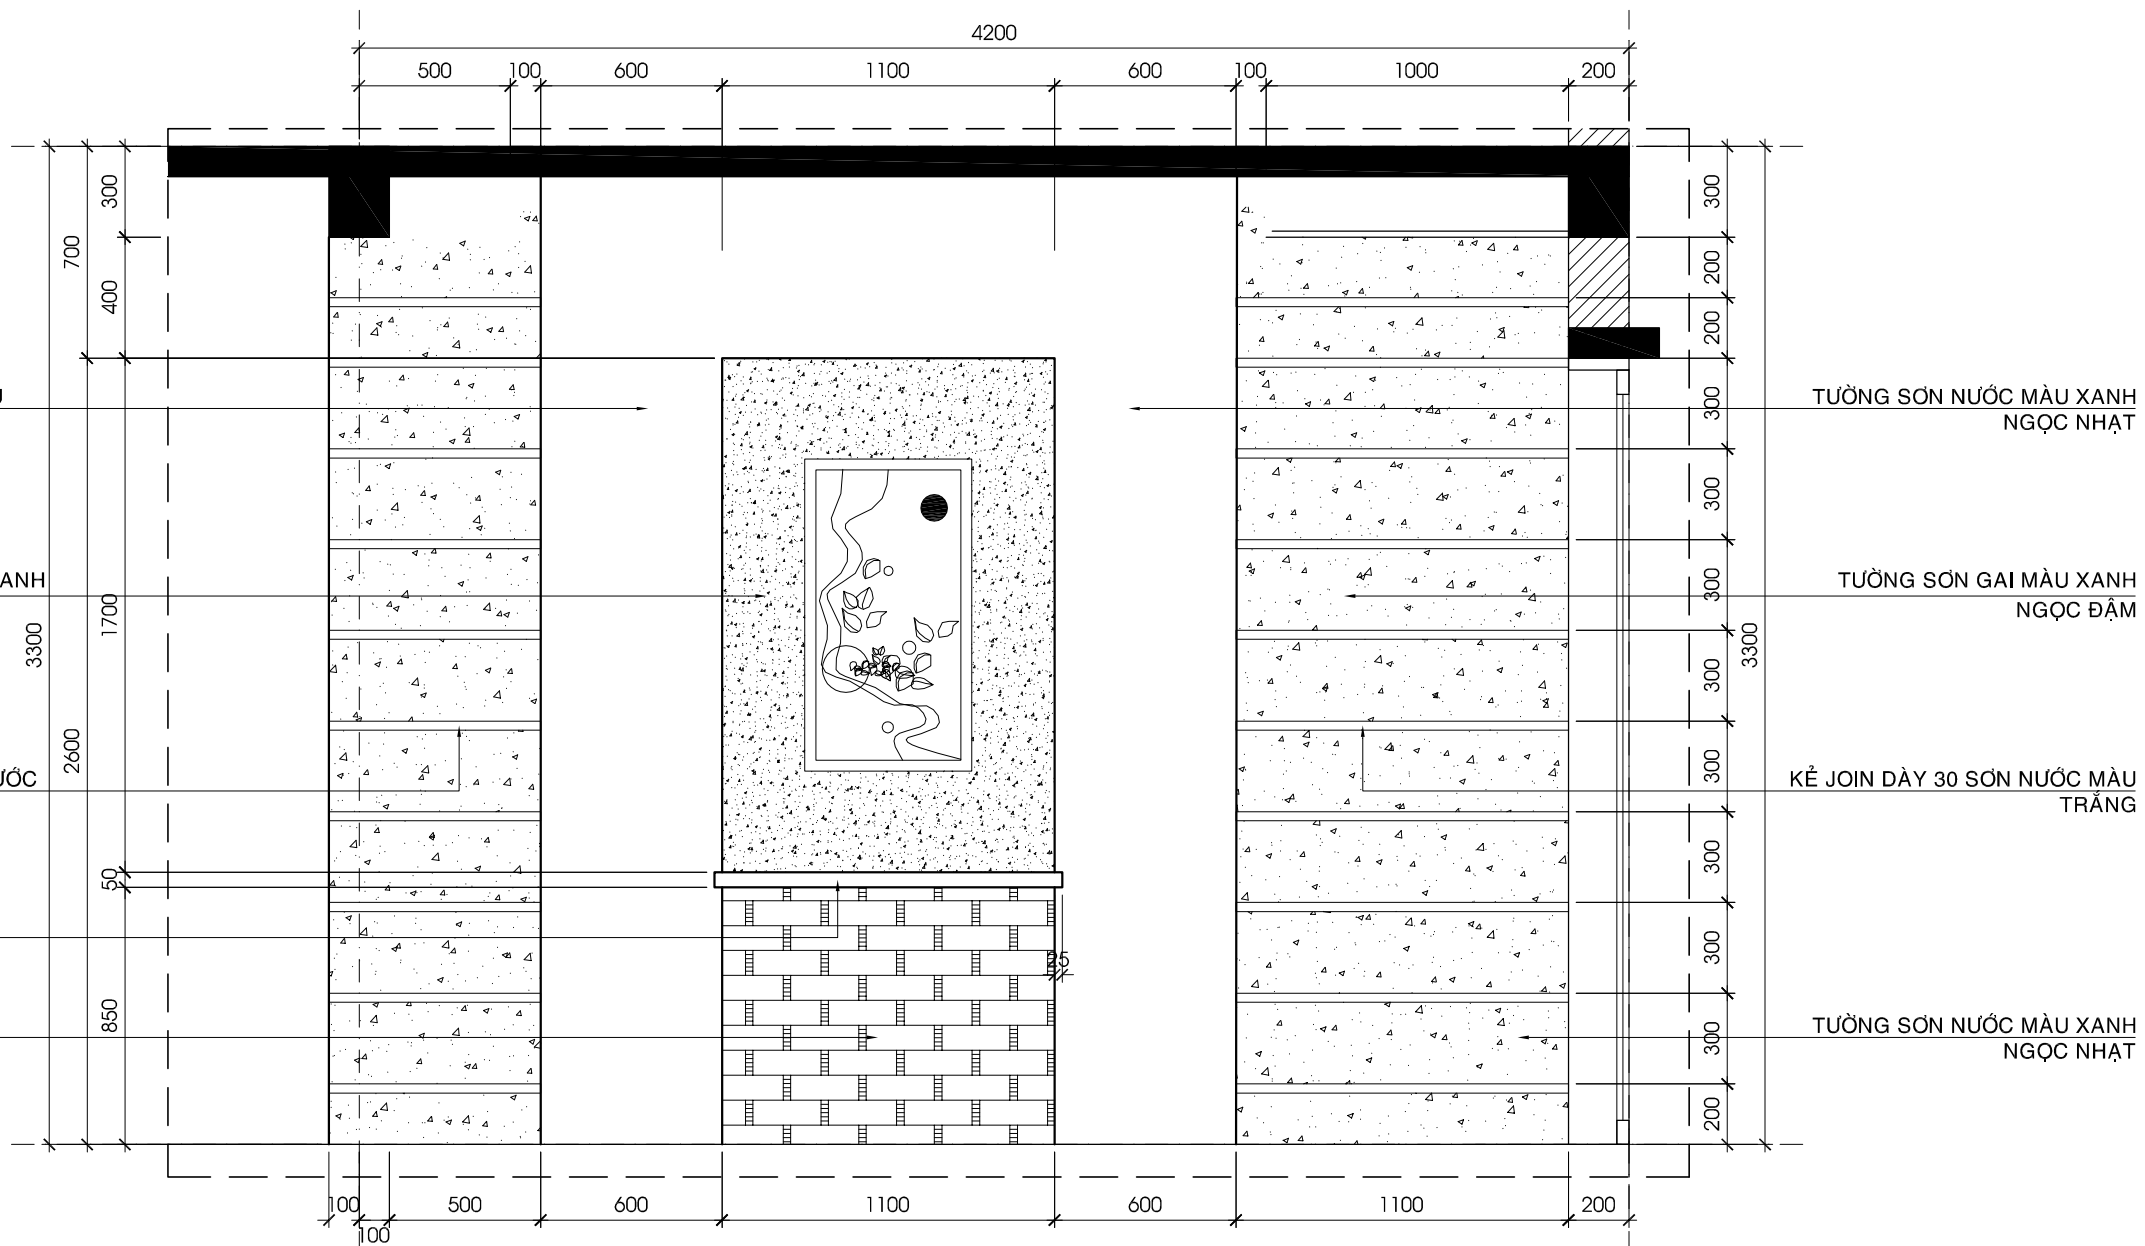 4200
500 100 600 1100 600 100 1000 200
300
700
400
1700
3300
2600
50
850
ANH
ƯỚC
25
300
200
200
300
300
300
300
300
300
300
300
200
3300
TƯỜNG SƠN NƯỚC MÀU XANH
NGỌC NHẠT
TƯỜNG SƠN GAI MÀU XANH
NGỌC ĐẬM
KẺ JOIN DÀY 30 SƠN NƯỚC MÀU
TRẮNG
TƯỜNG SƠN NƯỚC MÀU XANH
NGỌC NHẠT
100 500 600 1100 600 1100 200
100